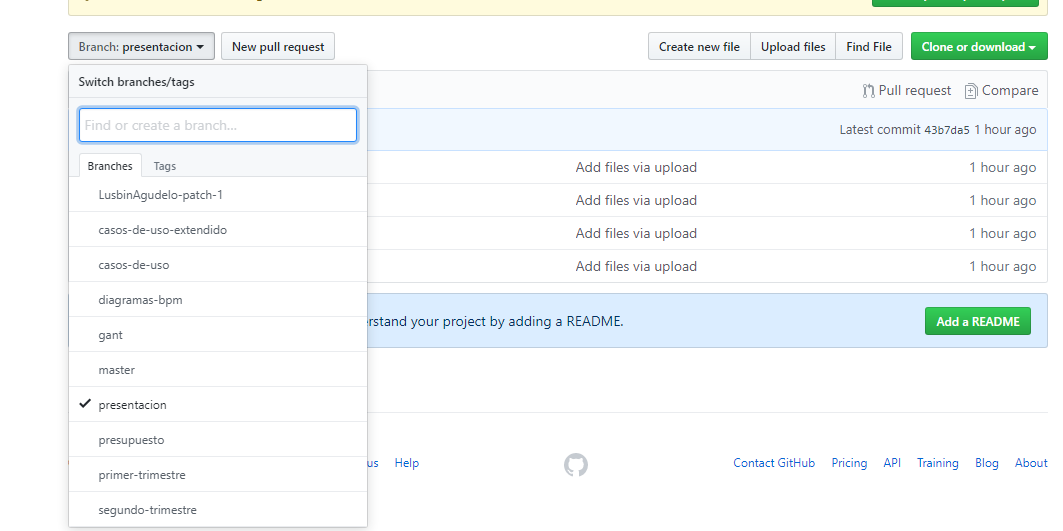 Branch: presentacion
New pull request
Create new file
Upload files
Find File
Clone or download
Switch branches/tags
Find or create a branch...
Branches
Tags
LusbinAgudelo-patch-1
casos-de-uso-extendido
casos-de-uso
diagramas-bpm
gant
master
presentacion
presupuesto
primer-trimestre
segundo-trimestre
Pull request
Compare
Latest commit 43b7da5 1 hour ago
Add files via upload 1 hour ago
Add files via upload 1 hour ago
Add files via upload 1 hour ago
Add files via upload 1 hour ago
your project by adding a README.
Add a README
Help
Contact GitHub
Pricing
API
Training
Blog
About